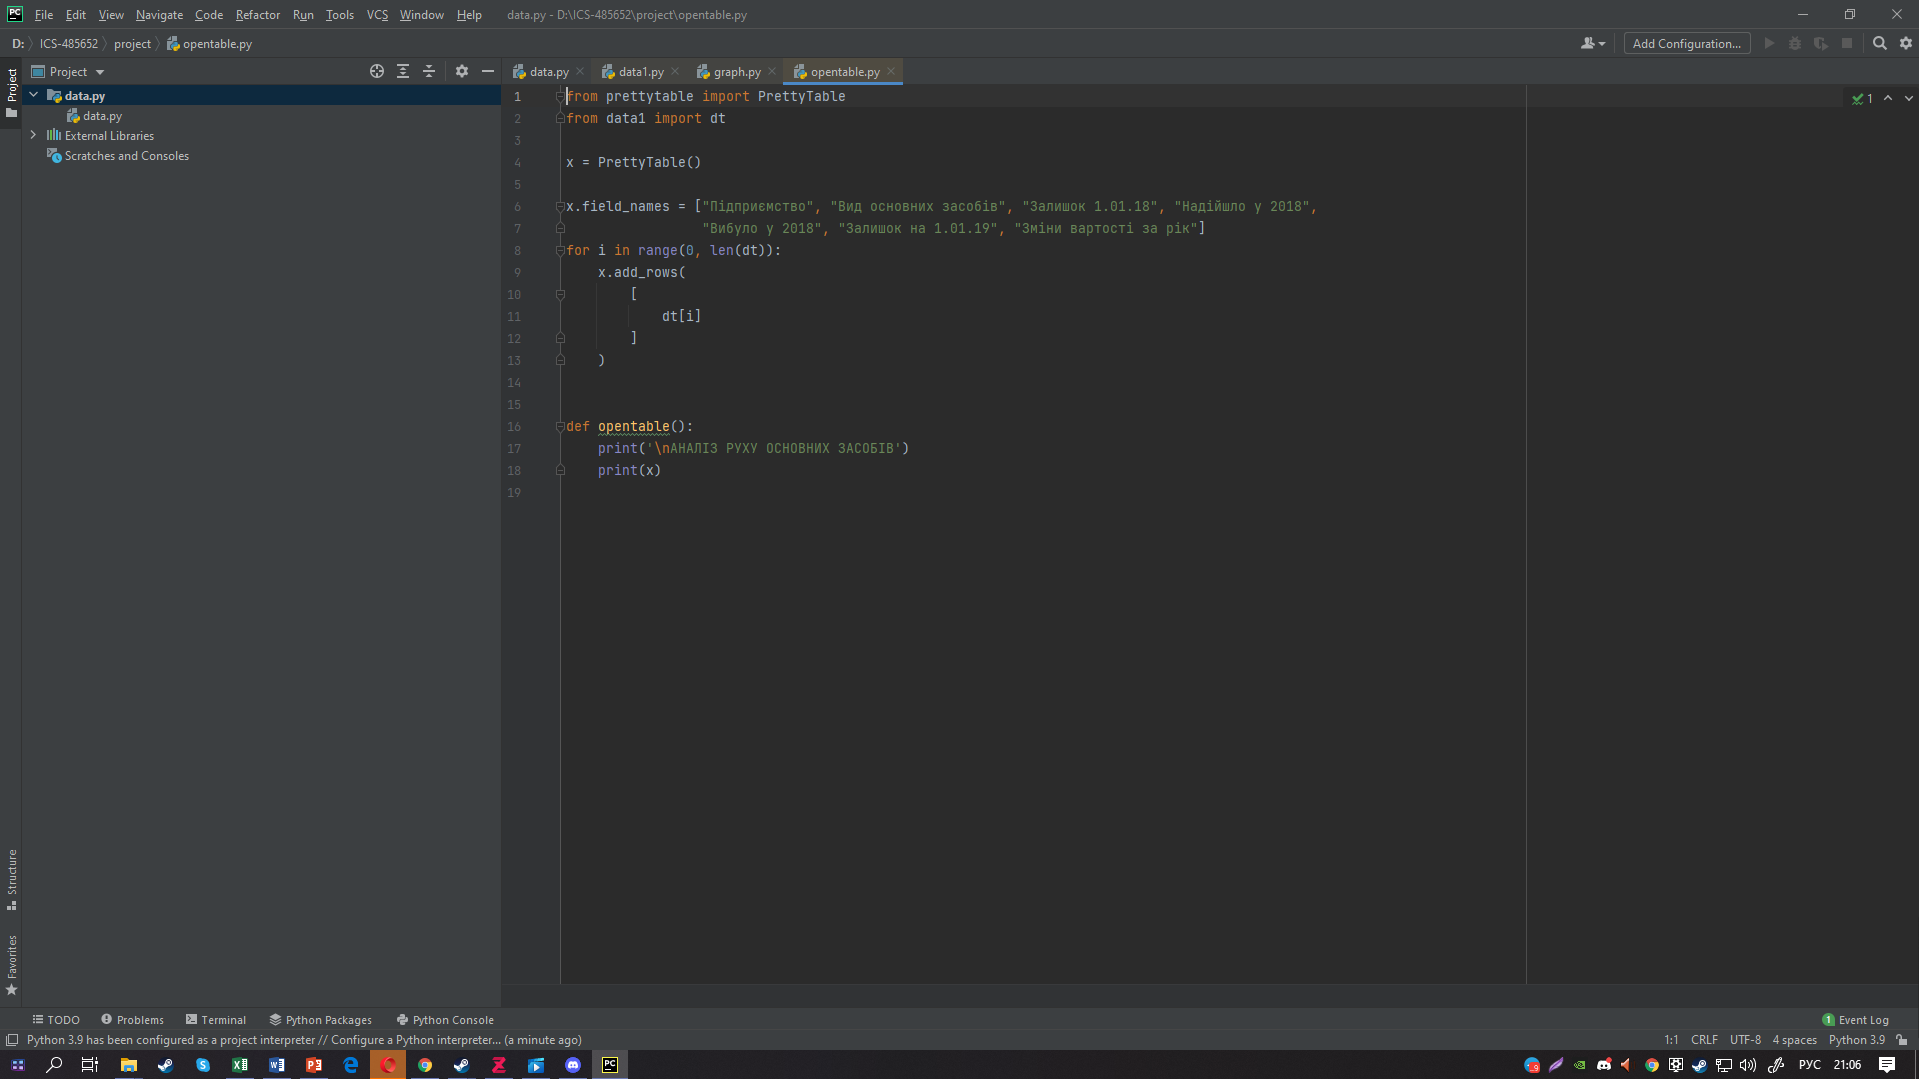 PC File Edit View Navigate Code Refactor Run Tools VCS Window Help data.py - D:\ICS-485652\project\opentable.py
D: ICS-485652 project opentable.py Add Configuration...
Project data.py data1.py graph.py opentable.py
Project
data.py
data.py
External Libraries
Scratches and Consoles
1 from prettytable import PrettyTable
2 from data1 import dt
3
4 x = PrettyTable()
5
6 x.field_names = ["Підприємство", "Вид основних засобів", "Залишок 1.01.18", "Надійшло у 2018",
7 "Вибуло у 2018", "Залишок на 1.01.19", "Зміни вартості за рік"]
8 for i in range(0, len(dt)):
9 x.add_rows(
10 [
11 dt[i]
12 ]
13 )
14
15
16 def opentable():
17 print('\nАНАЛІЗ РУХУ ОСНОВНИХ ЗАСОБІВ')
18 print(x)
19
1
Structure
Favorites
TODO Problems Terminal Python Packages Python Console 1 Event Log
Python 3.9 has been configured as a project interpreter // Configure a Python interpreter... (a minute ago) 1:1 CRLF UTF-8 4 spaces Python 3.9
PC РУС 21:06